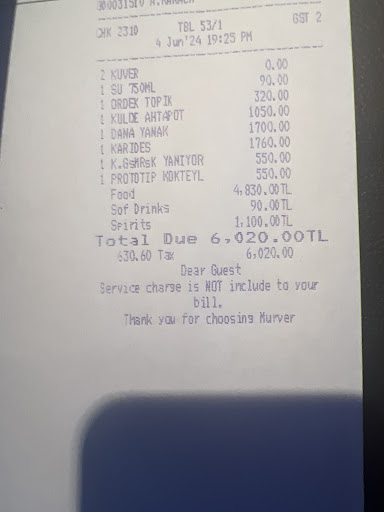 CHK 2310 TBL 53/1 GST 2
4 Jun'24 19:25 PM
2 KUVER 0.00
1 SU 750ML 90.00
1 ORDEK TOPIK 320.00
1 KULDE AHTAPOT 1050.00
1 DANA YANAK 1700.00
1 KARIDES 1760.00
1 K.GsMRsK YANIYOR 550.00
1 PROTOTIP KOKTEYL 550.00
Food 4,830.00TL
Sof Drinks 90.00TL
Spirits 1,100.00TL
Total Due 6,020.00TL
630.60 Tax 6,020.00
Dear Guest
Service charge is NOT include to your
bill.
Thank you for choosing Murver